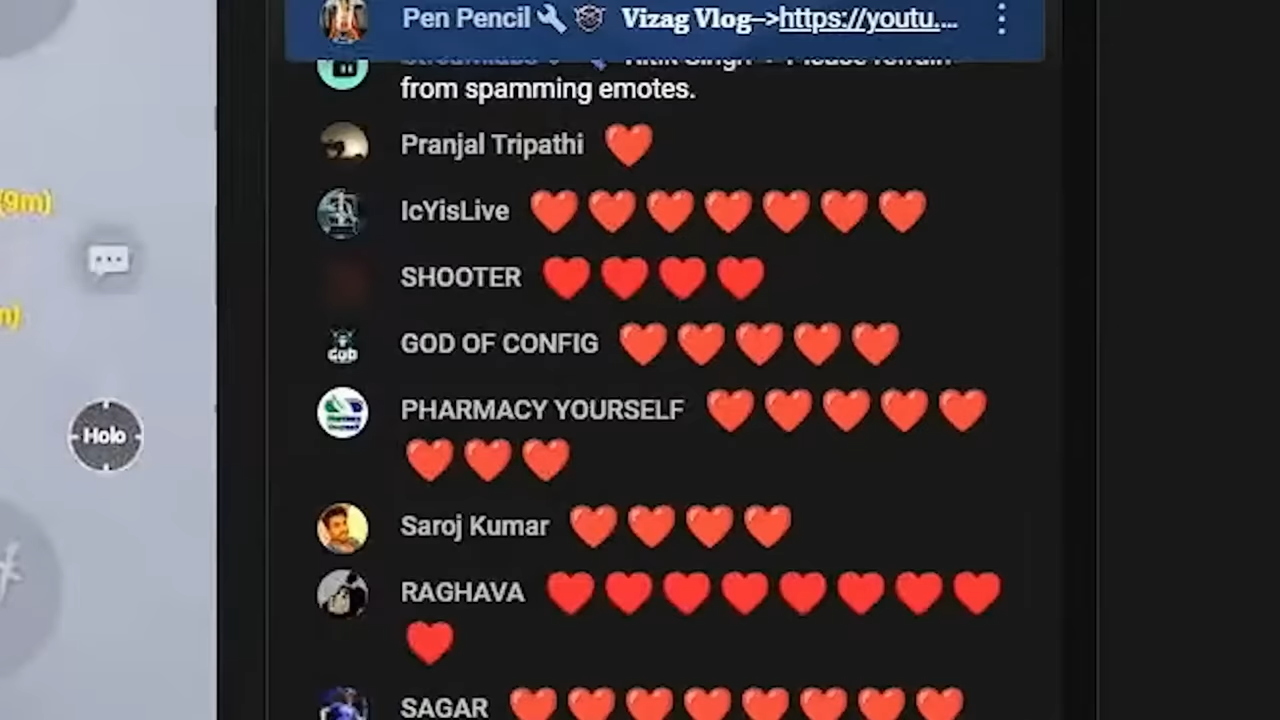 Pen Pencil Vizag Vlog-->https://youtu....
from spamming emotes.
Pranjal Tripathi ❤️
(9m)
IcYisLive ❤️❤️❤️❤️❤️❤️❤️
SHOOTER ❤️❤️❤️❤️
GOD OF CONFIG ❤️❤️❤️❤️❤️
PHARMACY YOURSELF ❤️❤️❤️❤️❤️
❤️❤️❤️
Holo
Saroj Kumar ❤️❤️❤️❤️
RAGHAVA ❤️❤️❤️❤️❤️❤️❤️❤️
❤️
SAGAR ❤️❤️❤️❤️❤️❤️❤️❤️